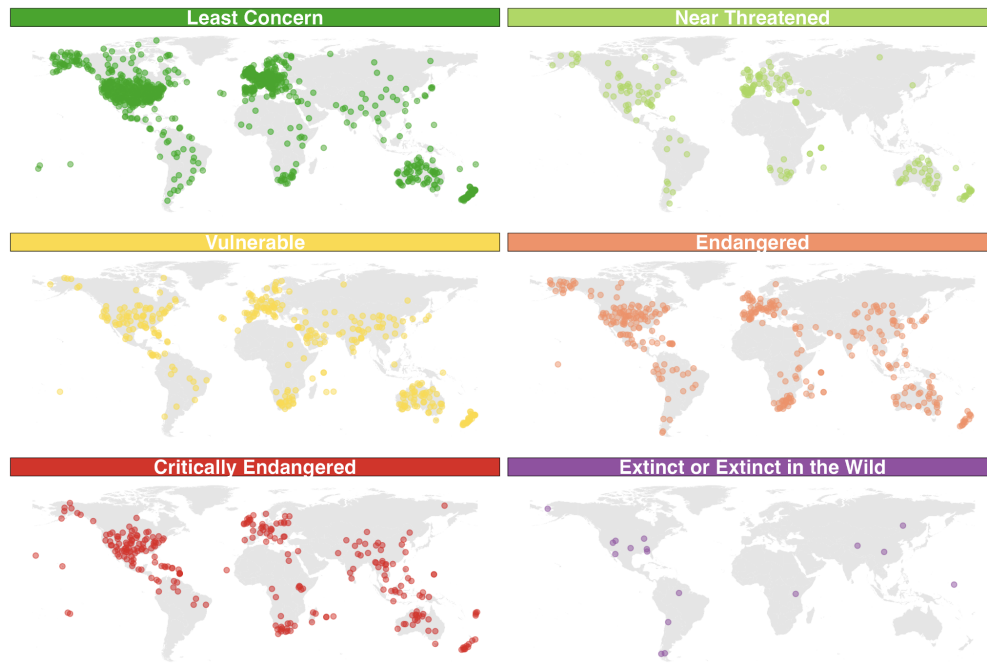 Least Concern
Near Threatened
Vulnerable
Endangered
Critically Endangered
Extinct or Extinct in the Wild